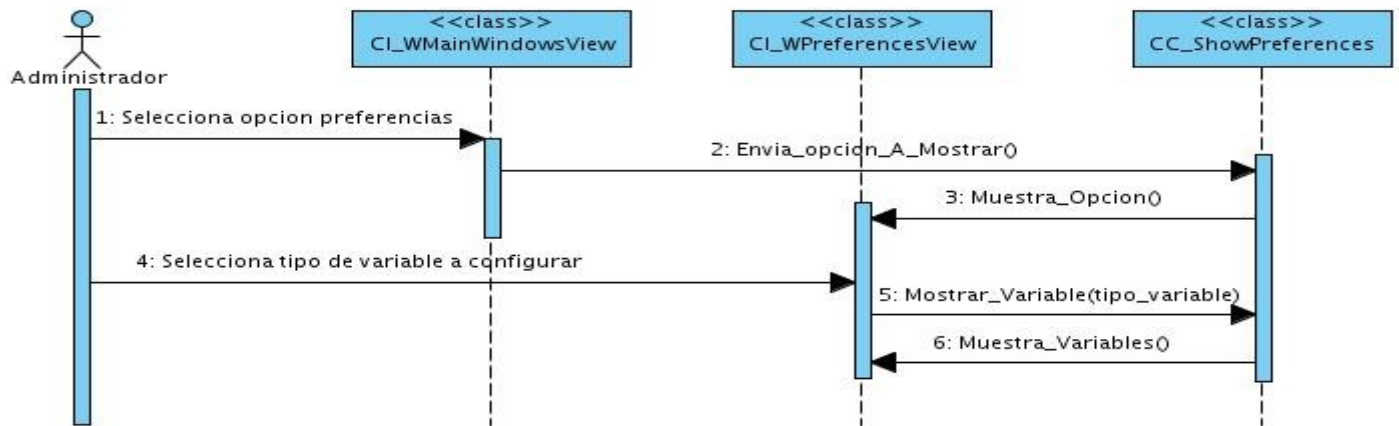 <<class>>
CI_WMainWindowsView
<<class>>
CI_WPreferencesView
<<class>>
CC_ShowPreferences
Administrador
1: Selecciona opcion preferencias
2: Envia_opcion_A_Mostrar()
3: Muestra_Opcion()
4: Selecciona tipo de variable a configurar
5: Mostrar_Variable(tipo_variable)
6: Muestra_Variables()